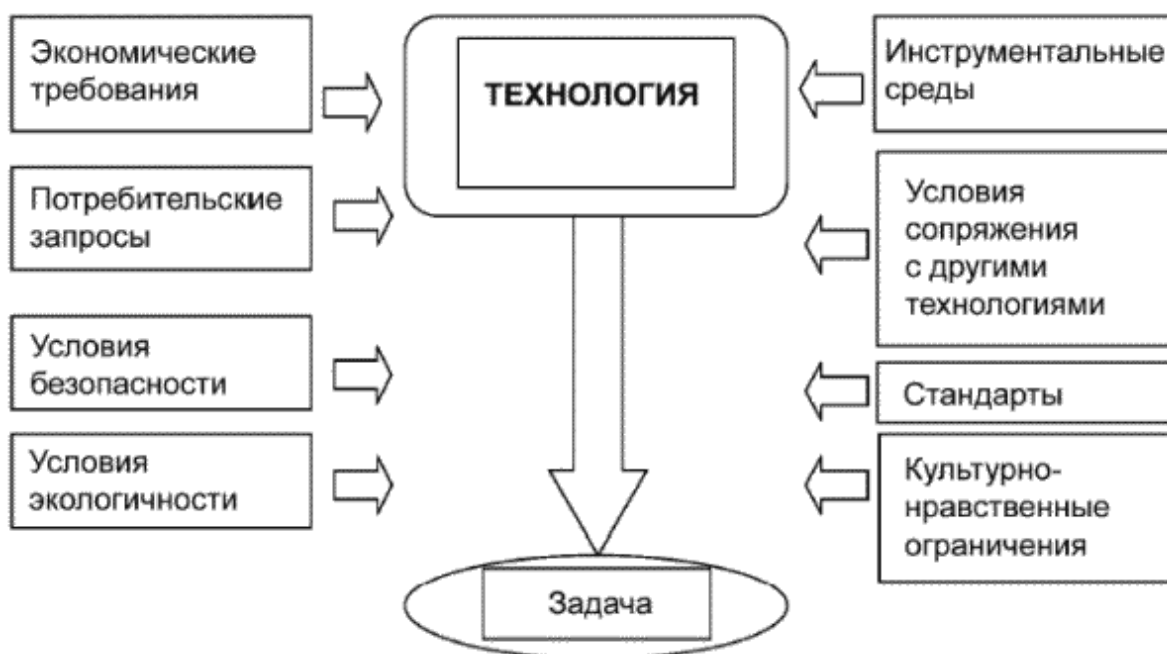 Экономические
требования
Потребительские
запросы
Условия
безопасности
Условия
экологичности
ТЕХНОЛОГИЯ
Задача
Инструментальные
среды
Условия
сопряжения
с другими
технологиями
Стандарты
Культурно-
нравственные
ограничения